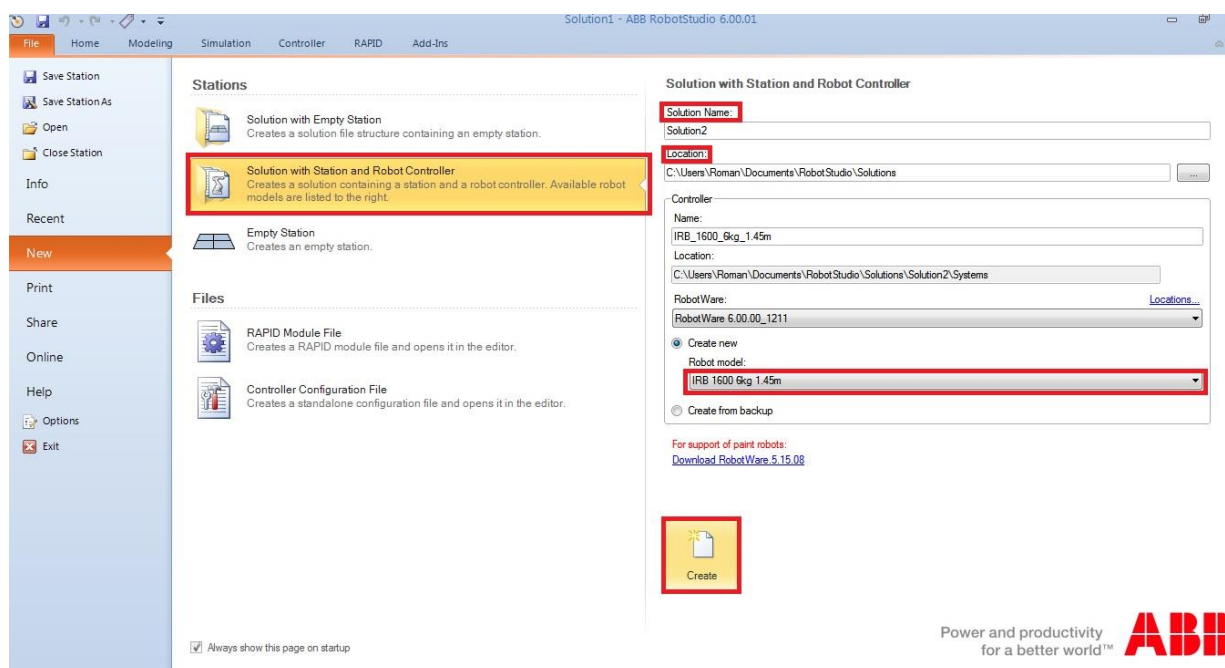 Solution1 - ABB RobotStudio 6.00.01
File Home Modeling Simulation Controller RAPID Add-Ins
Save Station
Save Station As
Open
Close Station
Info
Recent
New
Print
Share
Online
Help
Options
Exit
Stations
Solution with Empty Station
Creates a solution file structure containing an empty station.
Solution with Station and Robot Controller
Creates a solution containing a station and a robot controller. Available robot
models are listed to the right.
Empty Station
Creates an empty station.
Files
RAPID Module File
Creates a RAPID module file and opens it in the editor.
Controller Configuration File
Creates a standalone configuration file and opens it in the editor.
Always show this page on startup
Solution with Station and Robot Controller
Solution Name:
Solution2
Location:
C:\Users\Roman\Documents\RobotStudio\Solutions
...
Controller
Name:
IRB_1600_6kg_1.45m
Location:
C:\Users\Roman\Documents\RobotStudio\Solutions\Solution2\Systems
RobotWare: Locations...
RobotWare 6.00.00_1211
Create new
Robot model:
IRB 1600 6kg 1.45m
Create from backup
For support of paint robots:
Download RobotWare.5.15.08
Create
Power and productivity
for a better world™
ABB